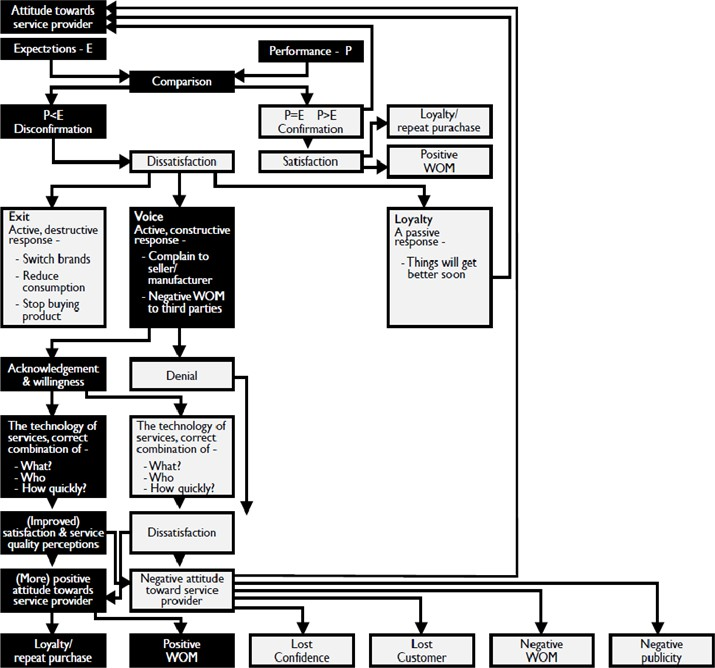 Attitude towards
service provider
Expectztions - E
Performance - P
Comparison
P<E
Disconfirmation
P=E P>E
Confirmation
Loyalty/
repeat purachase
Dissatisfaction
Satisfaction
Positive
WOM
Exit
Active, destructive
response -
- Switch brands
- Reduce
consumption
- Stop buying
product
Voice
Active, constructive
response -
- Complain to
seller/
manufacturer
- Negative WOM
to third parties
Loyalty
A passive
response -
- Things will get
better soon
Acknowledgement
& willingness
Denial
The technology of
services, correct
combination of -
- What?
- Who
- How quickly?
The technology of
services, correct
combination of -
- What?
- Who
- How quickly?
(Improved)
satisfaction & service
quality perceptions
Dissatisfaction
(More) positive
attitude towards
service provider
Negative attitude
toward service
provider
Loyalty/
repeat purchase
Positive
WOM
Lost
Confidence
Lost
Customer
Negative
WOM
Negative
publicity